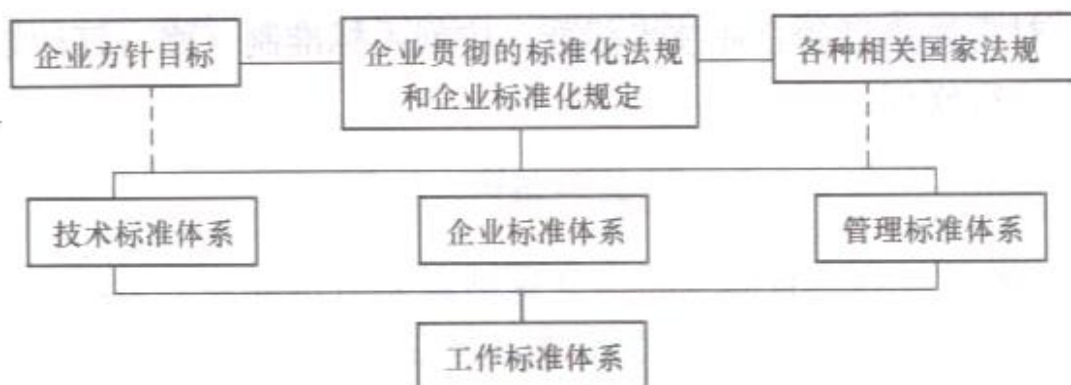 企业方针目标
企业贯彻的标准化法规
和企业标准化规定
各种相关国家法规
技术标准体系
企业标准体系
管理标准体系
工作标准体系